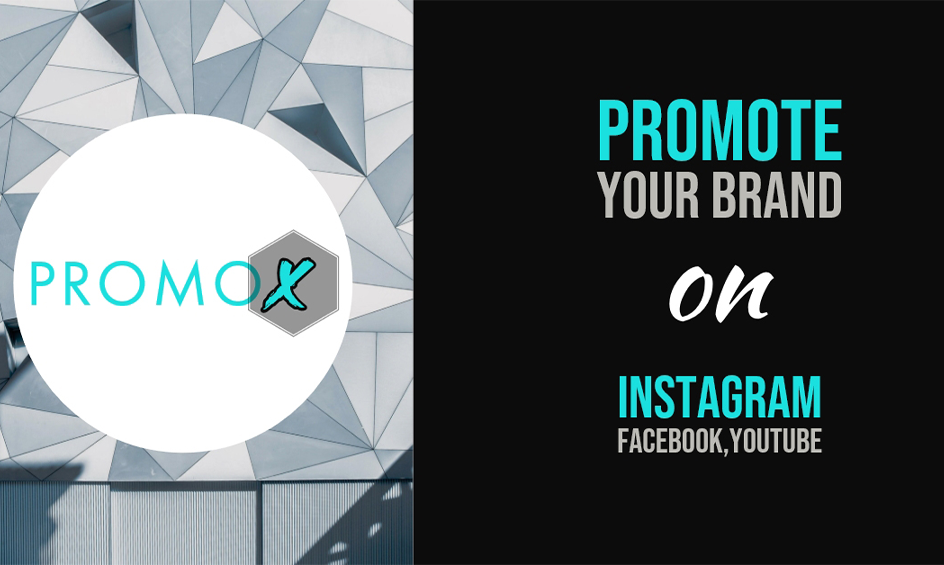 PROMOX
PROMOTE
YOUR BRAND
on
INSTAGRAM
FACEBOOK,YOUTUBE